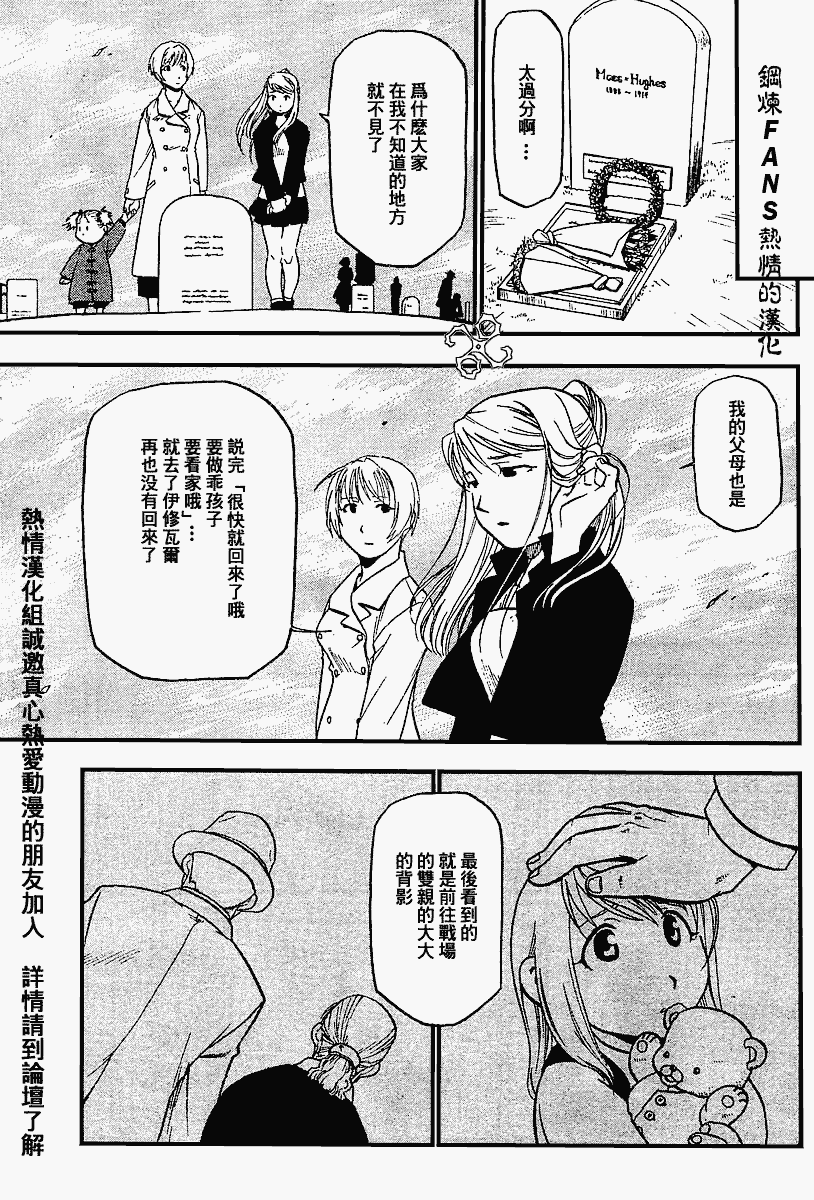 鋼煉FANS熱情的漢化
Maes・Hughes
1885~1914
太過分啊…
爲什麽大家
在我不知道的地方
就不見了
我的父母也是
説完「很快就回來了哦
要做乖孩子
要看家哦」…
就去了伊修瓦爾
再也没有回來了
最後看到的
就是前往戰場
的雙親的大大
的背影
熱情漢化組誠邀真心熱愛動漫的朋友加入　詳情請到論壇了解